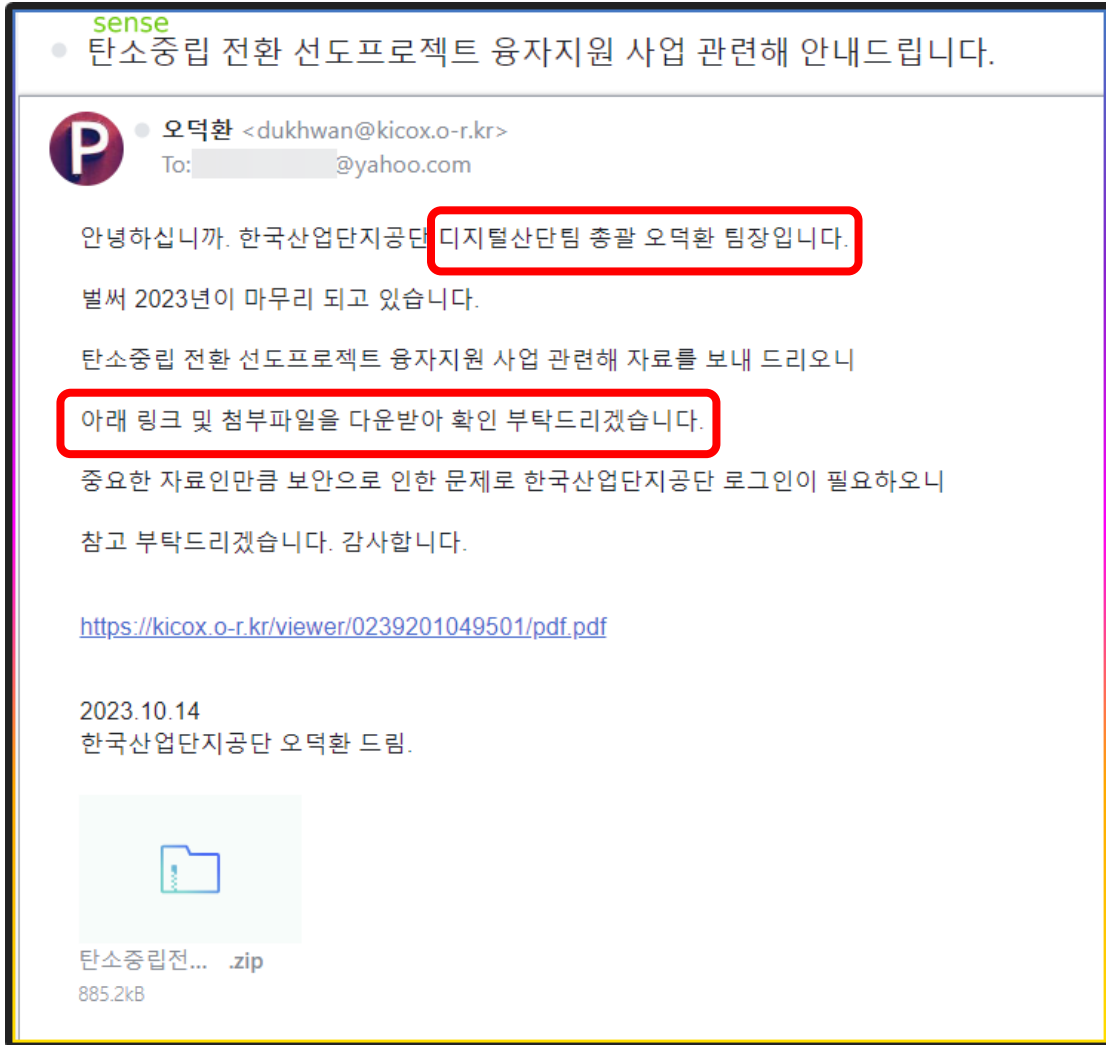 sense
탄소중립 전환 선도프로젝트 융자지원 사업 관련해 안내드립니다.
P
오덕환 <dukhwan@kicox.o-r.kr>
To: @yahoo.com
안녕하십니까. 한국산업단지공단 디지털산단팀 총괄 오덕환 팀장입니다.
벌써 2023년이 마무리 되고 있습니다.
탄소중립 전환 선도프로젝트 융자지원 사업 관련해 자료를 보내 드리오니
아래 링크 및 첨부파일을 다운받아 확인 부탁드리겠습니다.
중요한 자료인만큼 보안으로 인한 문제로 한국산업단지공단 로그인이 필요하오니
참고 부탁드리겠습니다. 감사합니다.
https://kicox.o-r.kr/viewer/0239201049501/pdf.pdf
2023.10.14
한국산업단지공단 오덕환 드림.
탄소중립전... .zip
885.2kB